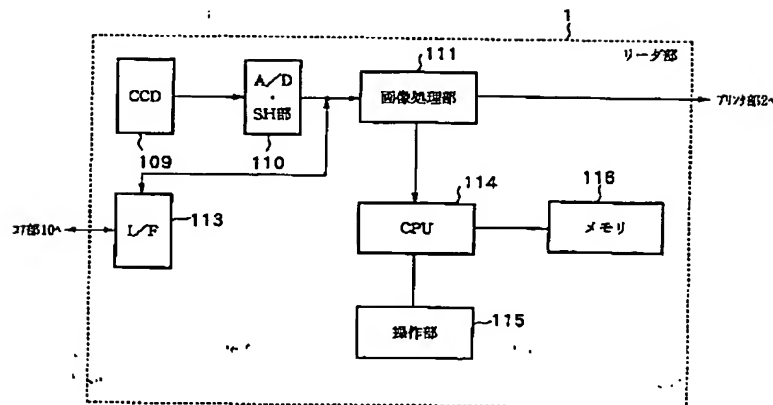 1
リーダ部
CCD
109
A/D
・
SH部
110
111
画像処理部
プリンタ部2へ
I/F
113
コア部10へ
114
CPU
116
メモリ
操作部
115